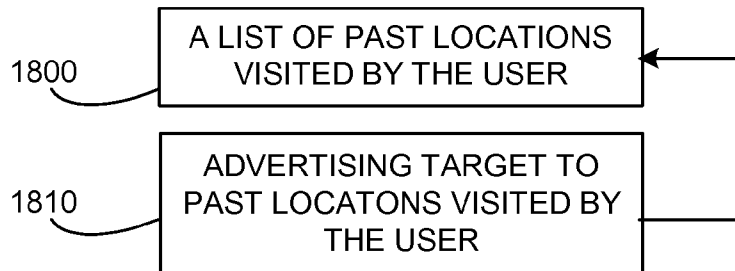 1800
A LIST OF PAST LOCATIONS
VISITED BY THE USER
1810
ADVERTISING TARGET TO
PAST LOCATONS VISITED BY
THE USER